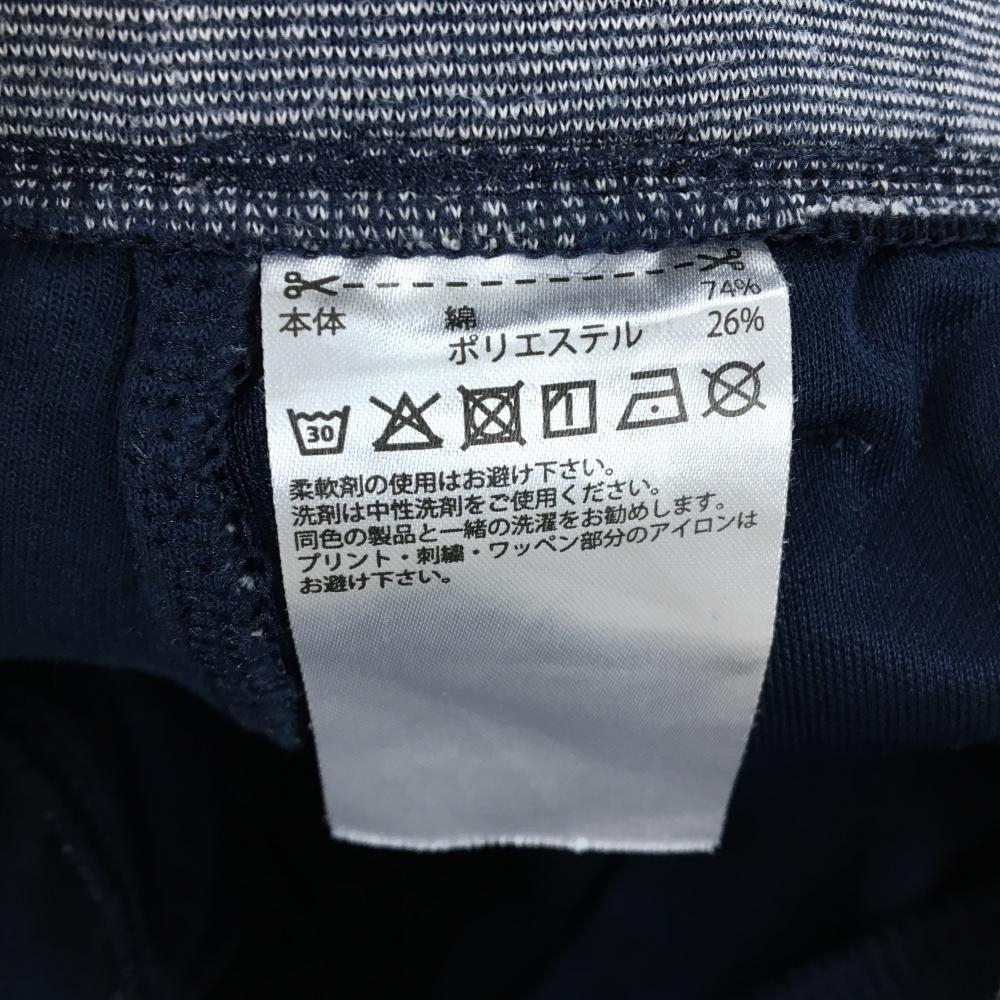 本体 綿 74%
ポリエステル 26%
30
柔軟剤の使用はお避け下さい。
洗剤は中性洗剤をご使用ください。
同色の製品と一緒の洗濯をお勧めします。
プリント・刺繍・ワッペン部分のアイロンは
お避け下さい。